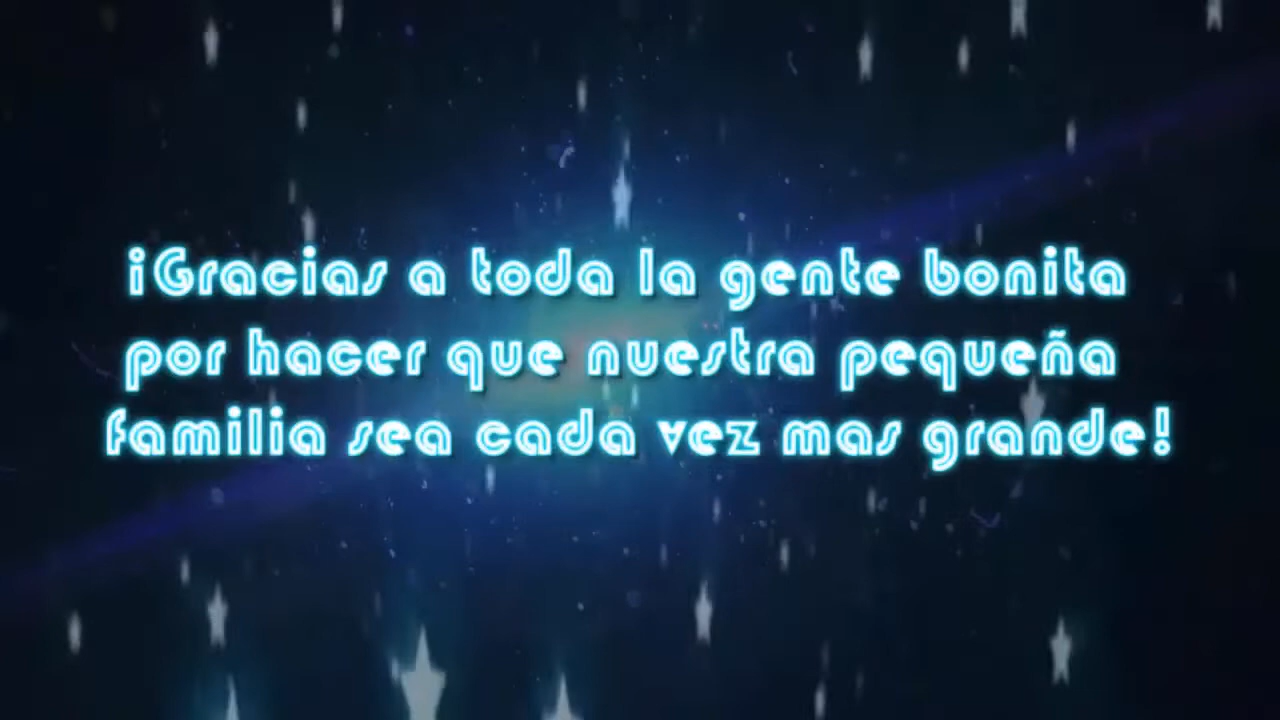 ¡Gracias a toda la gente bonita
por hacer que nuestra pequeña
familia sea cada vez mas grande!